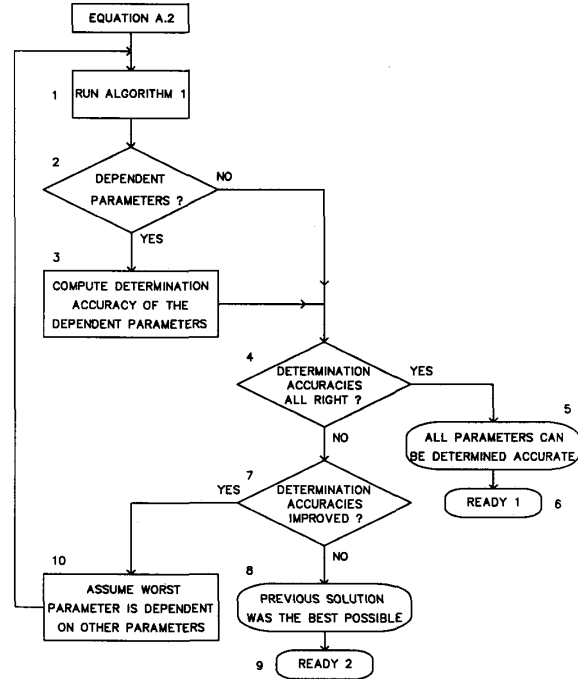 EQUATION A.2
1
RUN ALGORITHM 1
2
DEPENDENT
PARAMETERS ?
NO
YES
3
COMPUTE DETERMINATION
ACCURACY OF THE
DEPENDENT PARAMETERS
4
DETERMINATION
ACCURACIES
ALL RIGHT ?
YES
NO
5
ALL PARAMETERS CAN
BE DETERMINED ACCURATE
READY 1
6
7
YES
DETERMINATION
ACCURACIES
IMPROVED ?
NO
10
ASSUME WORST
PARAMETER IS DEPENDENT
ON OTHER PARAMETERS
8
PREVIOUS SOLUTION
WAS THE BEST POSSIBLE
9
READY 2